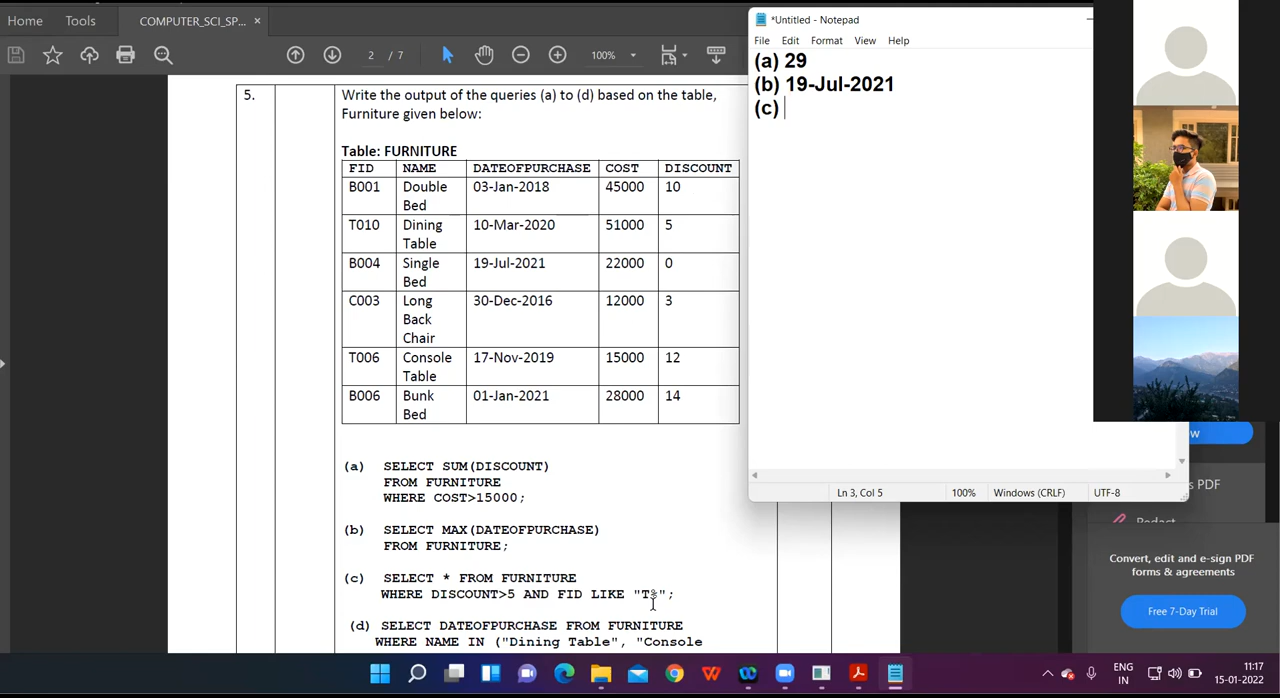 Home Tools COMPUTER_SCI_SP... ×
2 / 7 100%
5. Write the output of the queries (a) to (d) based on the table,
Furniture given below:
Table: FURNITURE
FID NAME DATEOFPURCHASE COST DISCOUNT
B001 Double 03-Jan-2018 45000 10
Bed
T010 Dining 10-Mar-2020 51000 5
Table
B004 Single 19-Jul-2021 22000 0
Bed
C003 Long 30-Dec-2016 12000 3
Back
Chair
T006 Console 17-Nov-2019 15000 12
Table
B006 Bunk 01-Jan-2021 28000 14
Bed
(a) SELECT SUM(DISCOUNT)
FROM FURNITURE
WHERE COST>15000;
(b) SELECT MAX(DATEOFPURCHASE)
FROM FURNITURE;
(c) SELECT * FROM FURNITURE
WHERE DISCOUNT>5 AND FID LIKE "T%";
(d) SELECT DATEOFPURCHASE FROM FURNITURE
WHERE NAME IN ("Dining Table", "Console
*Untitled - Notepad
File Edit Format View Help
(a) 29
(b) 19-Jul-2021
(c)
Ln 3, Col 5 100% Windows (CRLF) UTF-8
PDF
Redact
Convert, edit and e-sign PDF
forms & agreements
Free 7-Day Trial
ENG
IN
11:17
15-01-2022